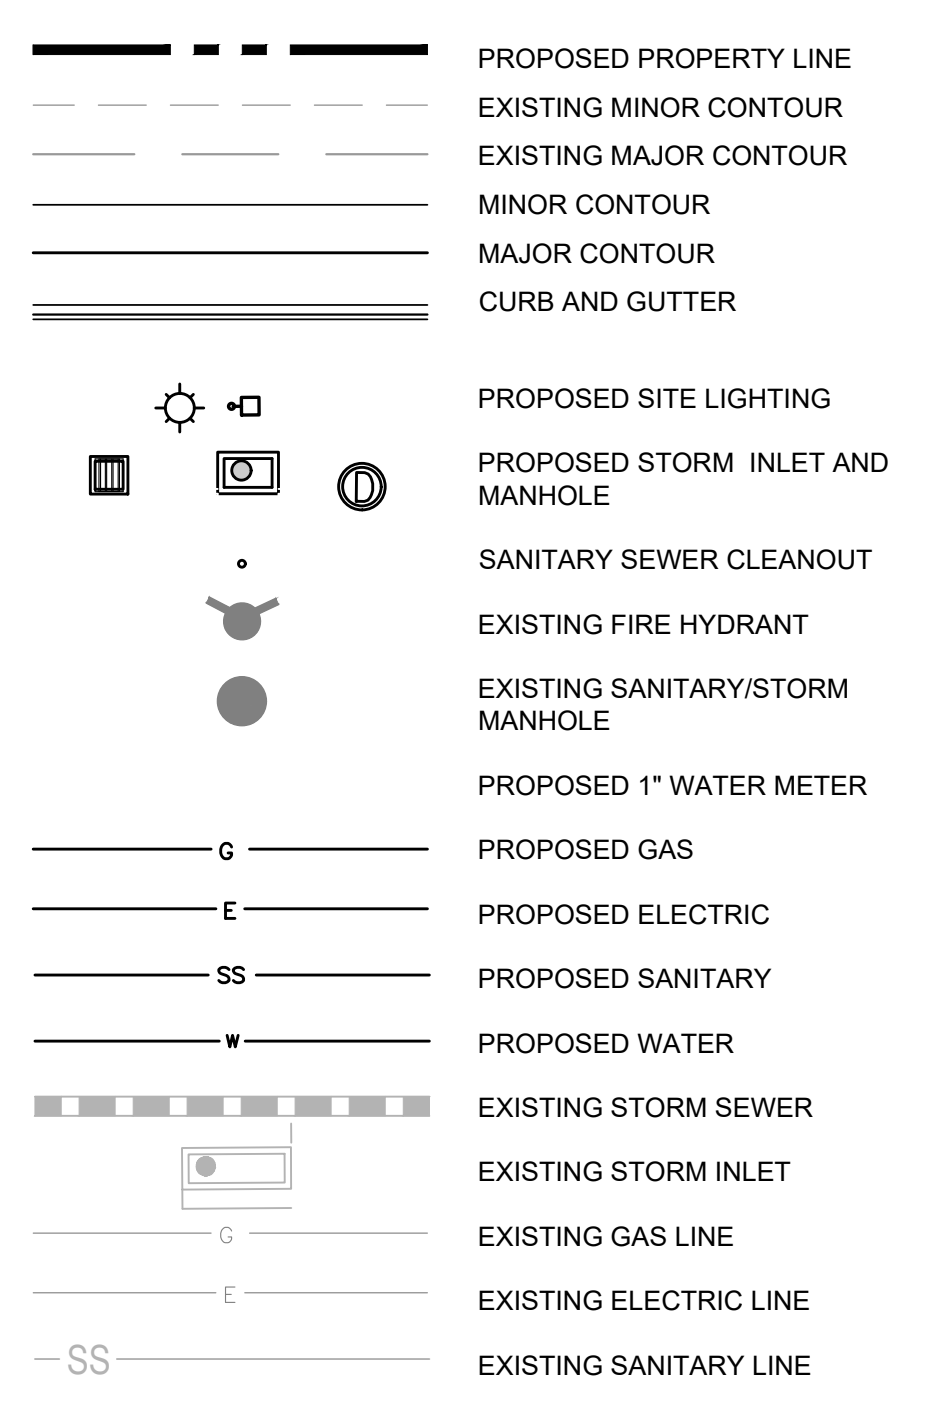 PROPOSED PROPERTY LINE
EXISTING MINOR CONTOUR
EXISTING MAJOR CONTOUR
MINOR CONTOUR
MAJOR CONTOUR
CURB AND GUTTER
PROPOSED SITE LIGHTING
PROPOSED STORM INLET AND
MANHOLE
D
SANITARY SEWER CLEANOUT
EXISTING FIRE HYDRANT
EXISTING SANITARY/STORM
MANHOLE
PROPOSED 1" WATER METER
G PROPOSED GAS
E PROPOSED ELECTRIC
SS PROPOSED SANITARY
W PROPOSED WATER
EXISTING STORM SEWER
EXISTING STORM INLET
G EXISTING GAS LINE
E EXISTING ELECTRIC LINE
SS EXISTING SANITARY LINE